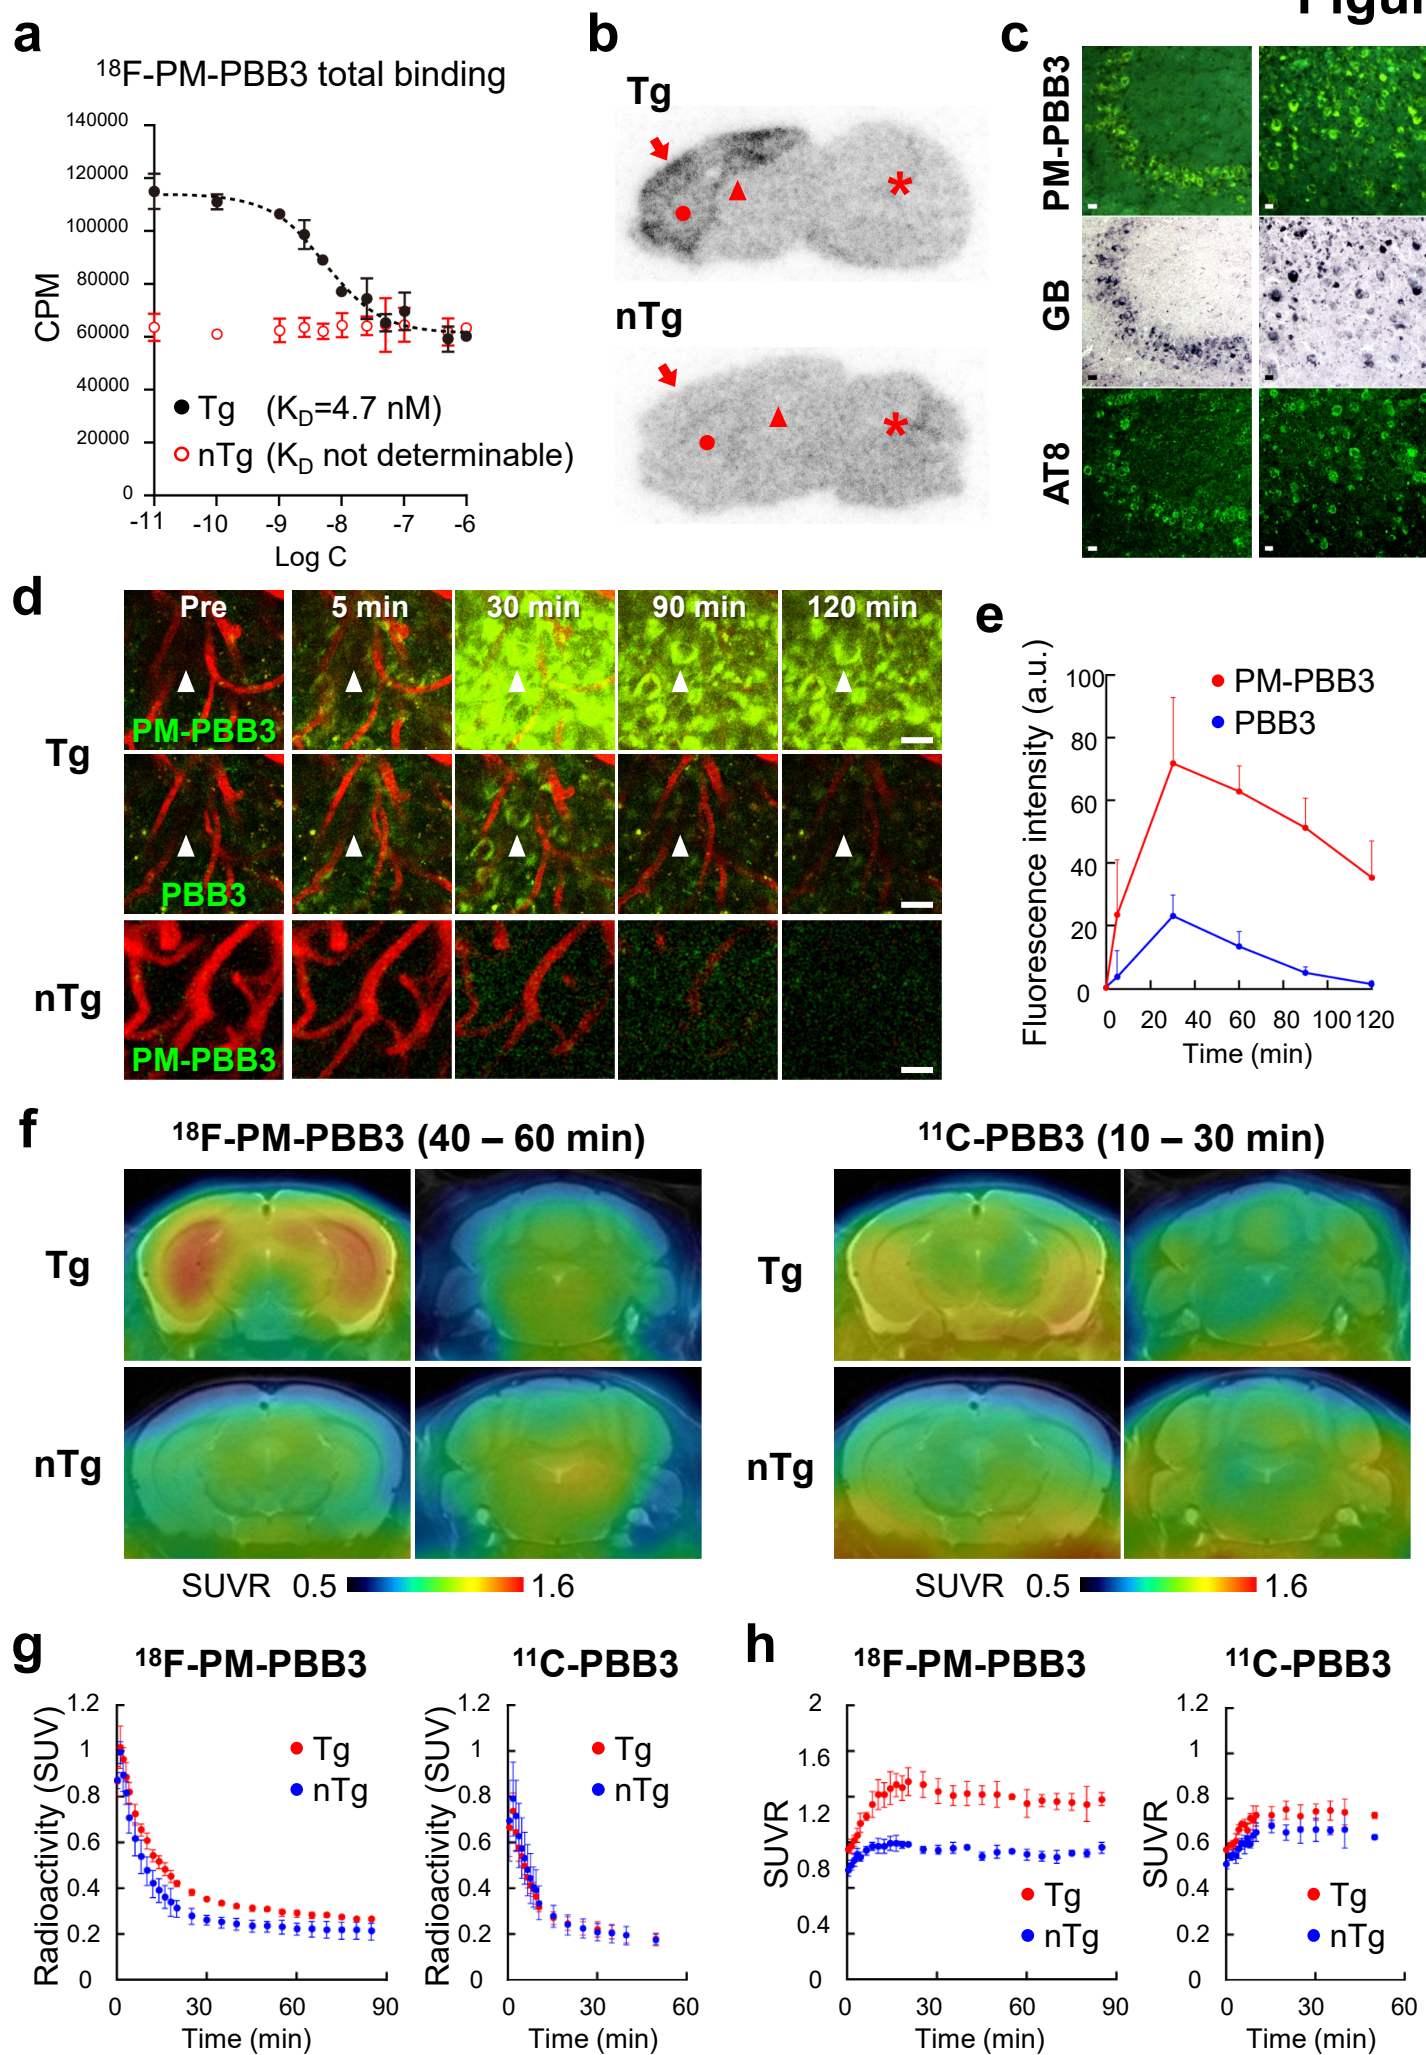 Figur
a
¹⁸F-PM-PBB3 total binding
140000
120000
100000
80000
60000
40000
20000
0
CPM
Tg (K_D=4.7 nM)
nTg (K_D not determinable)
-11 -10 -9 -8 -7 -6
Log C
b
Tg
nTg
*
*
c
PM-PBB3
GB
AT8
d
Pre 5 min 30 min 90 min 120 min
Tg
PM-PBB3
PBB3
nTg
PM-PBB3
e
Fluorescence intensity (a.u.)
100
80
60
40
20
0
PM-PBB3
PBB3
0 20 40 60 80 100 120
Time (min)
f
¹⁸F-PM-PBB3 (40 – 60 min)
¹¹C-PBB3 (10 – 30 min)
Tg
Tg
nTg
nTg
SUVR 0.5 1.6
SUVR 0.5 1.6
g
¹⁸F-PM-PBB3
Radioactivity (SUV)
1.2
1
0.8
0.6
0.4
0.2
0
Tg
nTg
0 30 60 90
Time (min)
¹¹C-PBB3
Radioactivity (SUV)
1.2
1
0.8
0.6
0.4
0.2
0
Tg
nTg
0 30 60
Time (min)
h
¹⁸F-PM-PBB3
SUVR
2
1.6
1.2
0.8
0.4
0
Tg
nTg
0 30 60 90
Time (min)
¹¹C-PBB3
SUVR
1.2
1
0.8
0.6
0.4
0.2
0
Tg
nTg
0 30 60
Time (min)